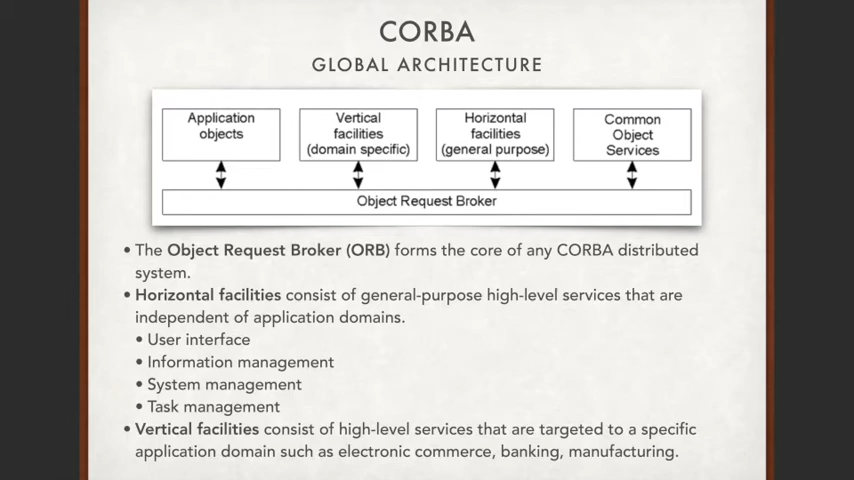 CORBA
GLOBAL ARCHITECTURE
Application
objects
Vertical
facilities
(domain specific)
Horizontal
facilities
(general purpose)
Common
Object
Services
Object Request Broker
• The Object Request Broker (ORB) forms the core of any CORBA distributed
system.
• Horizontal facilities consist of general-purpose high-level services that are
independent of application domains.
• User interface
• Information management
• System management
• Task management
• Vertical facilities consist of high-level services that are targeted to a specific
application domain such as electronic commerce, banking, manufacturing.